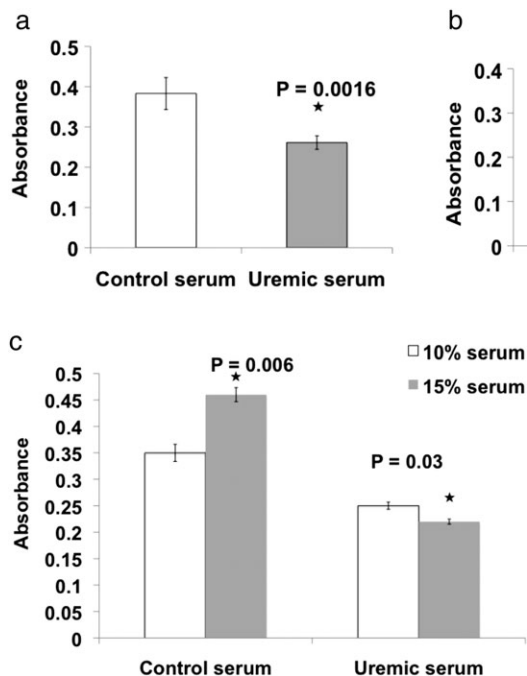 a
Absorbance
0.5
0.4
0.3
0.2
0.1
0
P = 0.0016
★
Control serum
Uremic serum
b
Absorbance
0.4
0.3
0.2
0.1
0
c
Absorbance
0.5
0.45
0.4
0.35
0.3
0.25
0.2
0.15
0.1
0.05
0
10% serum
15% serum
P = 0.006
★
P = 0.03
★
Control serum
Uremic serum